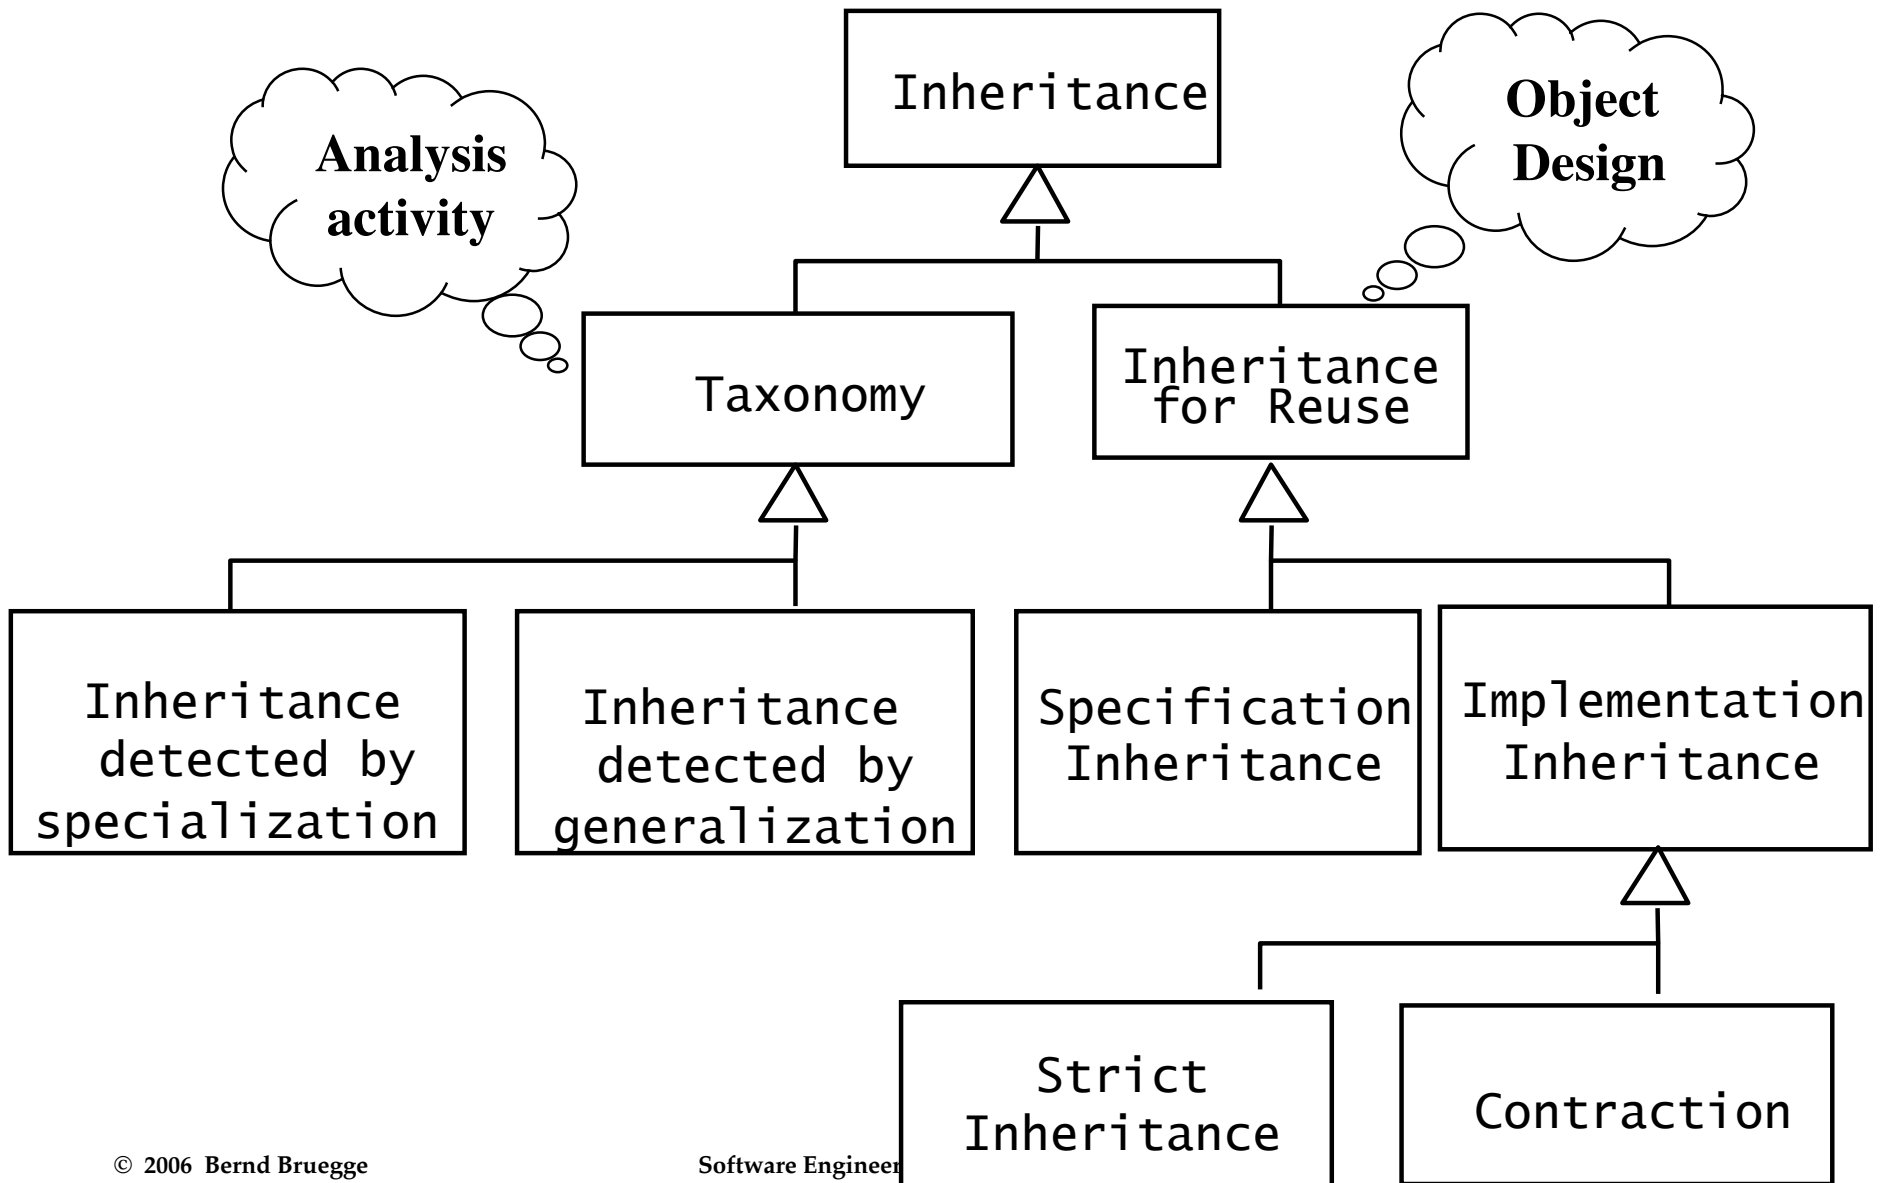 Inheritance
Object
Design
Analysis
activity
Taxonomy
Inheritance
for Reuse
Inheritance
detected by
specialization
Inheritance
detected by
generalization
Specification
Inheritance
Implementation
Inheritance
Strict
Inheritance
Contraction
© 2006 Bernd Bruegge
Software Engineer